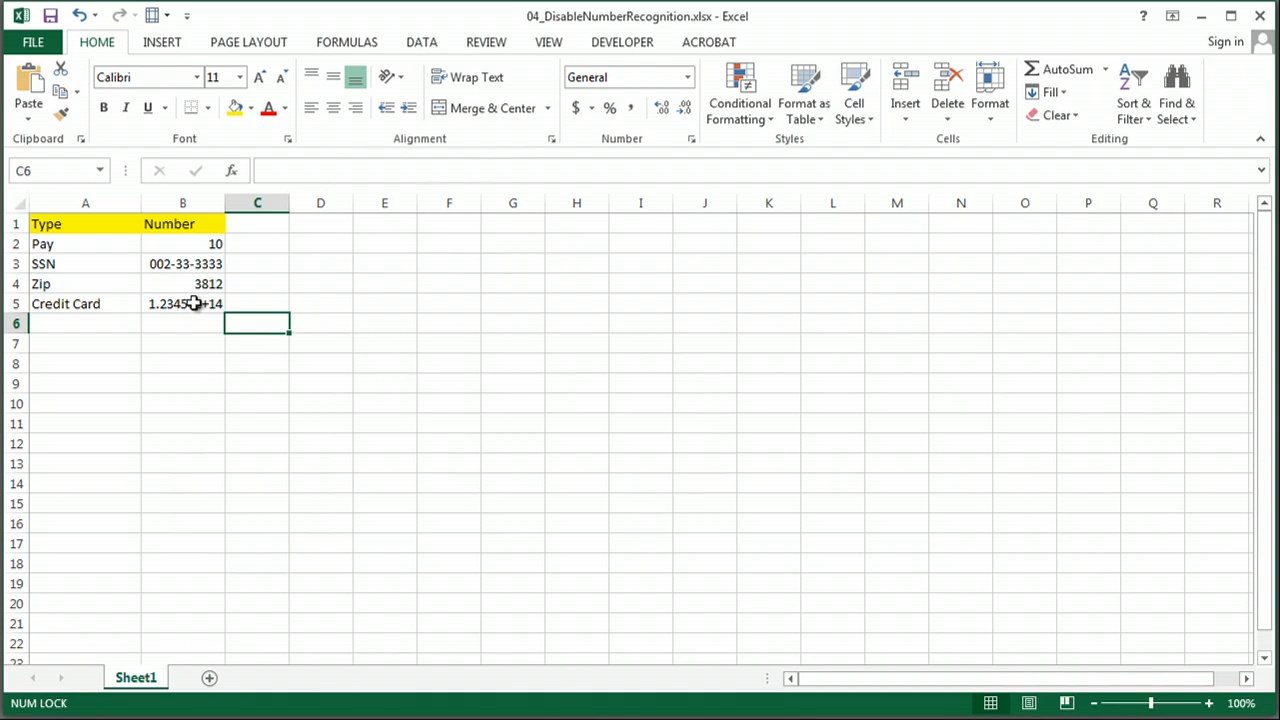 04_DisableNumberRecognition.xlsx - Excel
FILE HOME INSERT PAGE LAYOUT FORMULAS DATA REVIEW VIEW DEVELOPER ACROBAT Sign in
Calibri 11 Wrap Text General AutoSum
Paste B I U Merge & Center $ % , Conditional Formatting Format as Table Cell Styles Insert Delete Format Fill Clear Sort & Filter Find & Select
Clipboard Font Alignment Number Styles Cells Editing
C6 fx
A B C D E F G H I J K L M N O P Q R
1 Type Number
2 Pay 10
3 SSN 002-33-3333
4 Zip 3812
5 Credit Card
6
7
8
9
10
11
12
13
14
15
16
17
18
19
20
21
22
23
Sheet1
NUM LOCK 100%